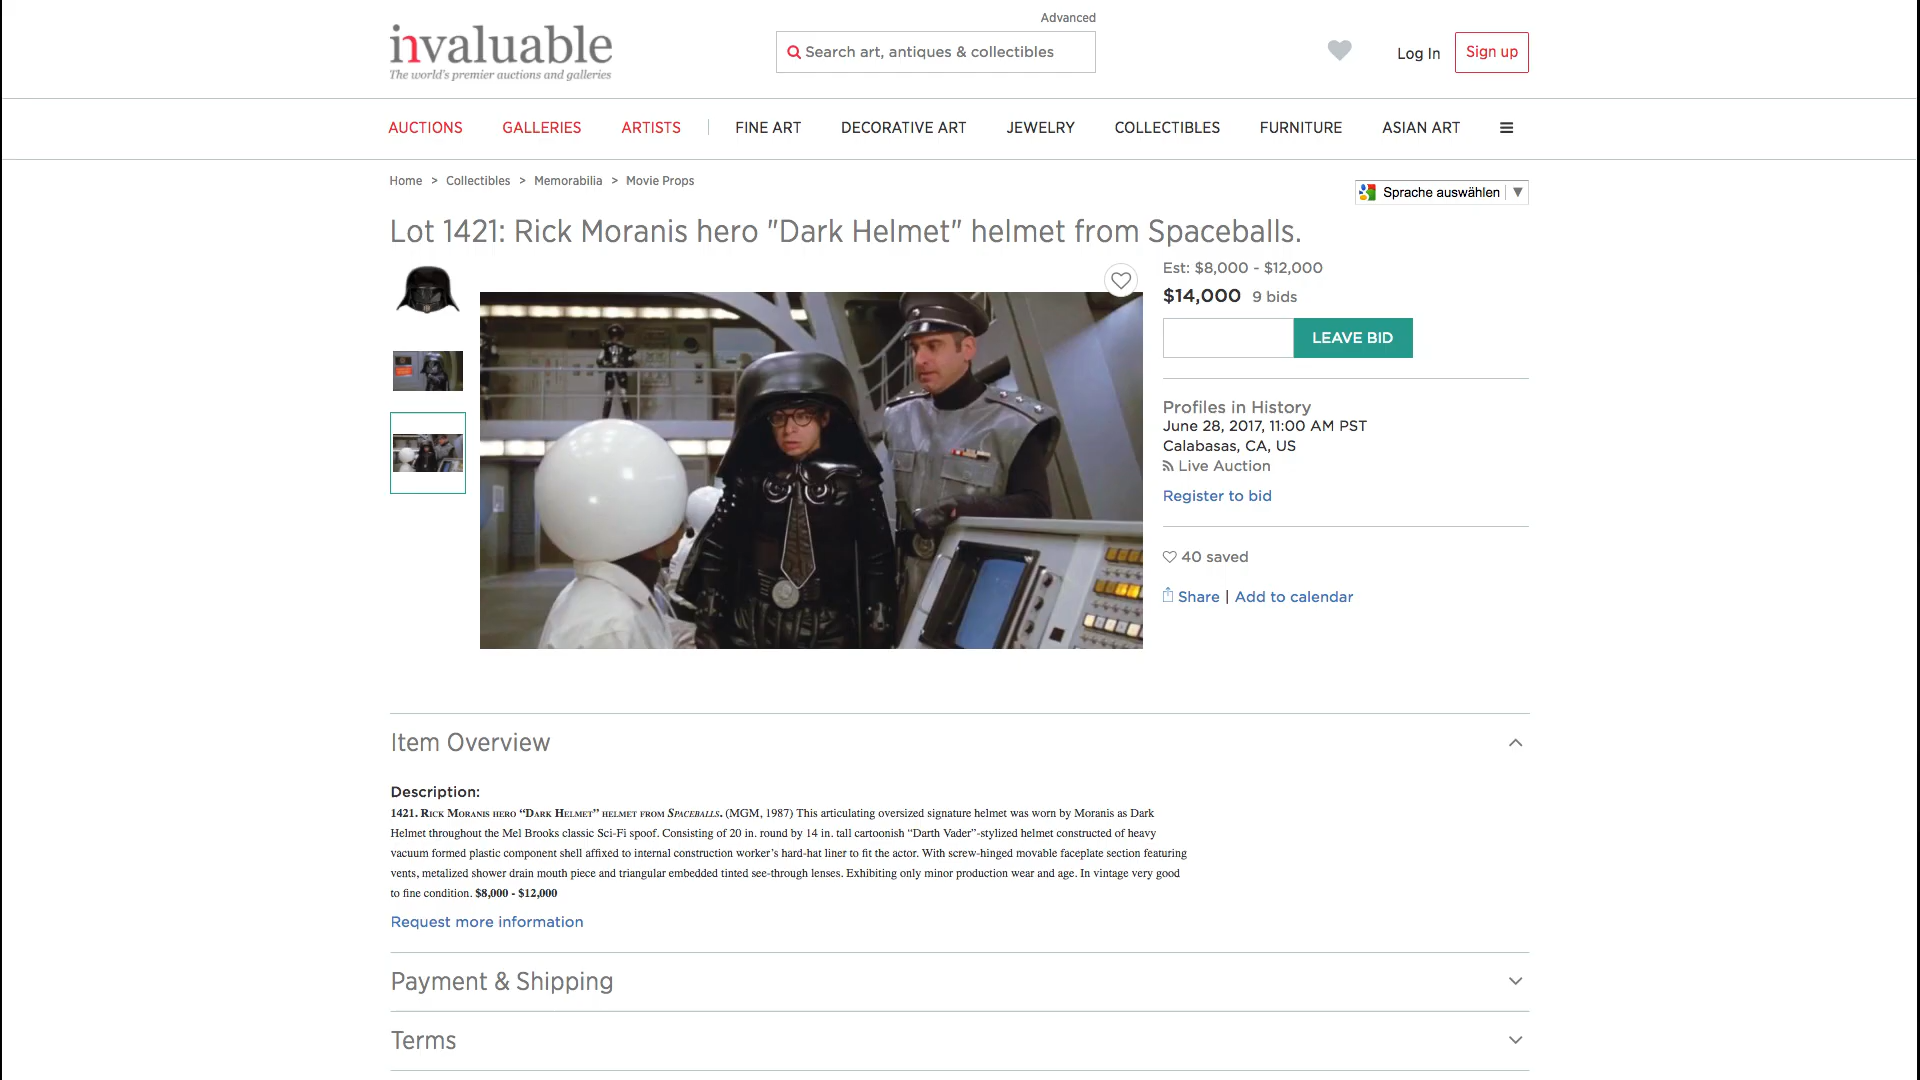 Advanced
invaluable
The world's premier auctions and galleries
Search art, antiques & collectibles
Log In
Sign up
AUCTIONS
GALLERIES
ARTISTS
FINE ART
DECORATIVE ART
JEWELRY
COLLECTIBLES
FURNITURE
ASIAN ART
Home > Collectibles > Memorabilia > Movie Props
Sprache auswählen ▼
Lot 1421: Rick Moranis hero "Dark Helmet" helmet from Spaceballs.
Est: $8,000 - $12,000
$14,000 9 bids
LEAVE BID
Profiles in History
June 28, 2017, 11:00 AM PST
Calabasas, CA, US
Live Auction
Register to bid
40 saved
Share | Add to calendar
Item Overview
Description:
1421. Rick Moranis hero “Dark Helmet” helmet from Spaceballs. (MGM, 1987) This articulating oversized signature helmet was worn by Moranis as Dark
Helmet throughout the Mel Brooks classic Sci-Fi spoof. Consisting of 20 in. round by 14 in. tall cartoonish “Darth Vader”-stylized helmet constructed of heavy
vacuum formed plastic component shell affixed to internal construction worker’s hard-hat liner to fit the actor. With screw-hinged movable faceplate section featuring
vents, metalized shower drain mouth piece and triangular embedded tinted see-through lenses. Exhibiting only minor production wear and age. In vintage very good
to fine condition. $8,000 - $12,000
Request more information
Payment & Shipping
Terms